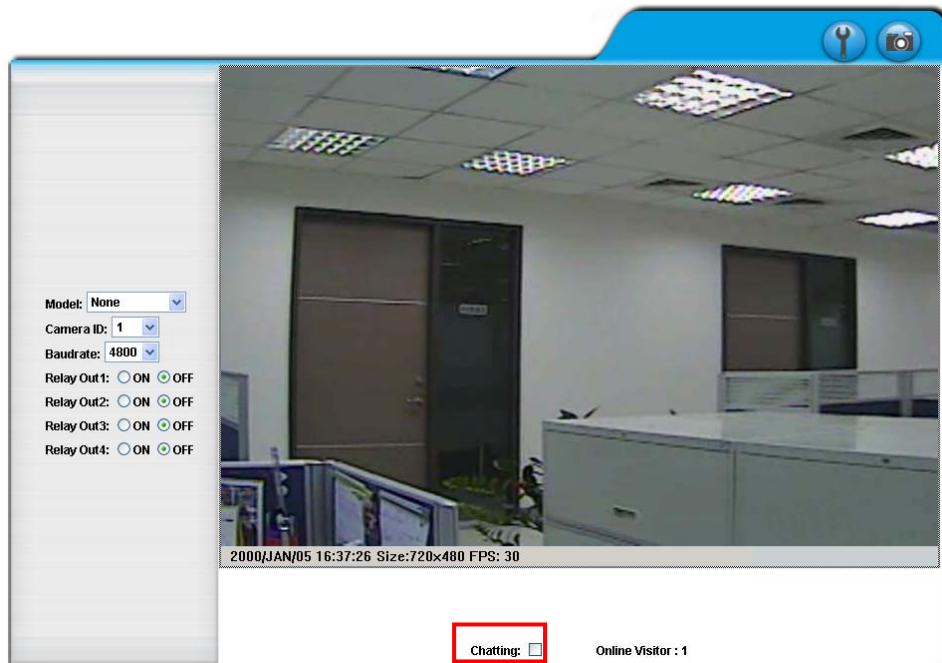 Model: None
Camera ID: 1
Baudrate: 4800
Relay Out1: ON OFF
Relay Out2: ON OFF
Relay Out3: ON OFF
Relay Out4: ON OFF
2000/JAN/05 16:37:26 Size:720x480 FPS: 30
Chatting:
Online Visitor : 1